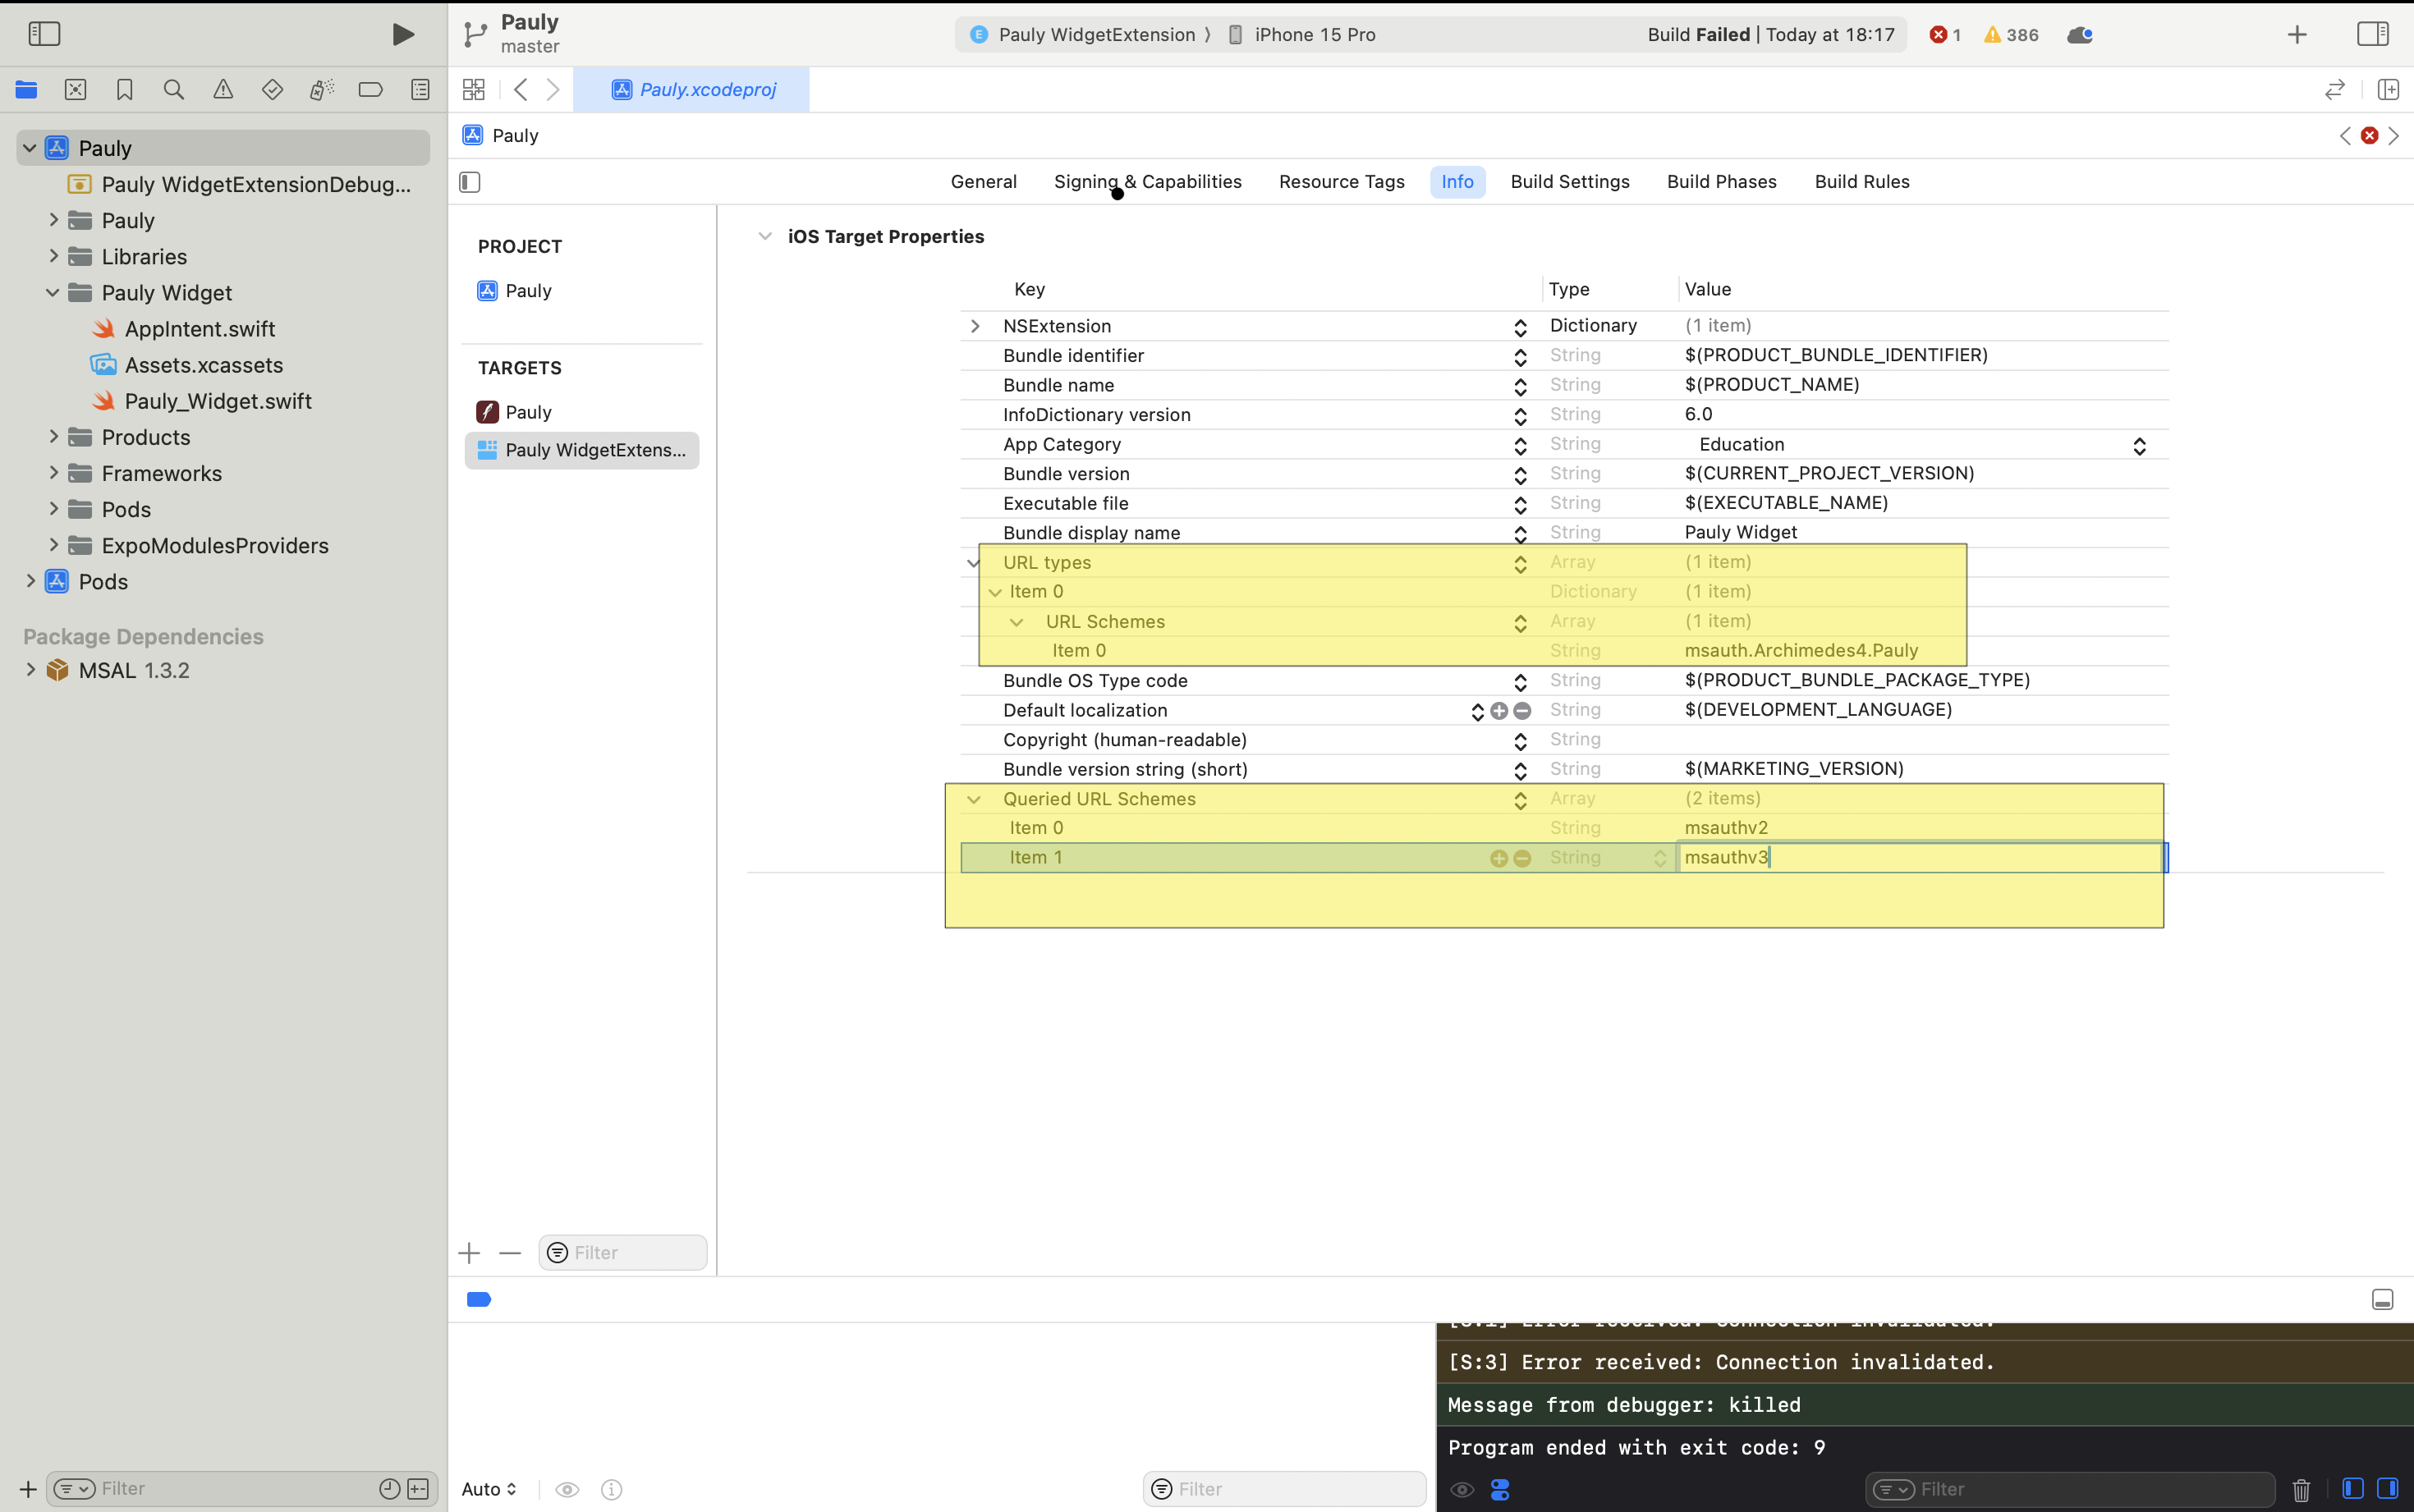 Pauly
master
Pauly WidgetExtension ⟩ iPhone 15 Pro
Build Failed | Today at 18:17
1
386
Pauly.xcodeproj
Pauly
Pauly WidgetExtensionDebug...
Pauly
Libraries
Pauly Widget
AppIntent.swift
Assets.xcassets
Pauly_Widget.swift
Products
Frameworks
Pods
ExpoModulesProviders
Pods
Package Dependencies
MSAL 1.3.2
Filter
Pauly
General
Signing & Capabilities
Resource Tags
Info
Build Settings
Build Phases
Build Rules
PROJECT
Pauly
TARGETS
Pauly
Pauly WidgetExtens...
Filter
iOS Target Properties
Key Type Value
NSExtension Dictionary (1 item)
Bundle identifier String $(PRODUCT_BUNDLE_IDENTIFIER)
Bundle name String $(PRODUCT_NAME)
InfoDictionary version String 6.0
App Category String Education
Bundle version String $(CURRENT_PROJECT_VERSION)
Executable file String $(EXECUTABLE_NAME)
Bundle display name String Pauly Widget
URL types Array (1 item)
Item 0 Dictionary (1 item)
URL Schemes Array (1 item)
Item 0 String msauth.Archimedes4.Pauly
Bundle OS Type code String $(PRODUCT_BUNDLE_PACKAGE_TYPE)
Default localization String $(DEVELOPMENT_LANGUAGE)
Copyright (human-readable) String
Bundle version string (short) String $(MARKETING_VERSION)
Queried URL Schemes Array (2 items)
Item 0 String msauthv2
Item 1 String msauthv3
Auto
Filter
[S:1] Error received: Connection invalidated.
[S:3] Error received: Connection invalidated.
Message from debugger: killed
Program ended with exit code: 9
Filter